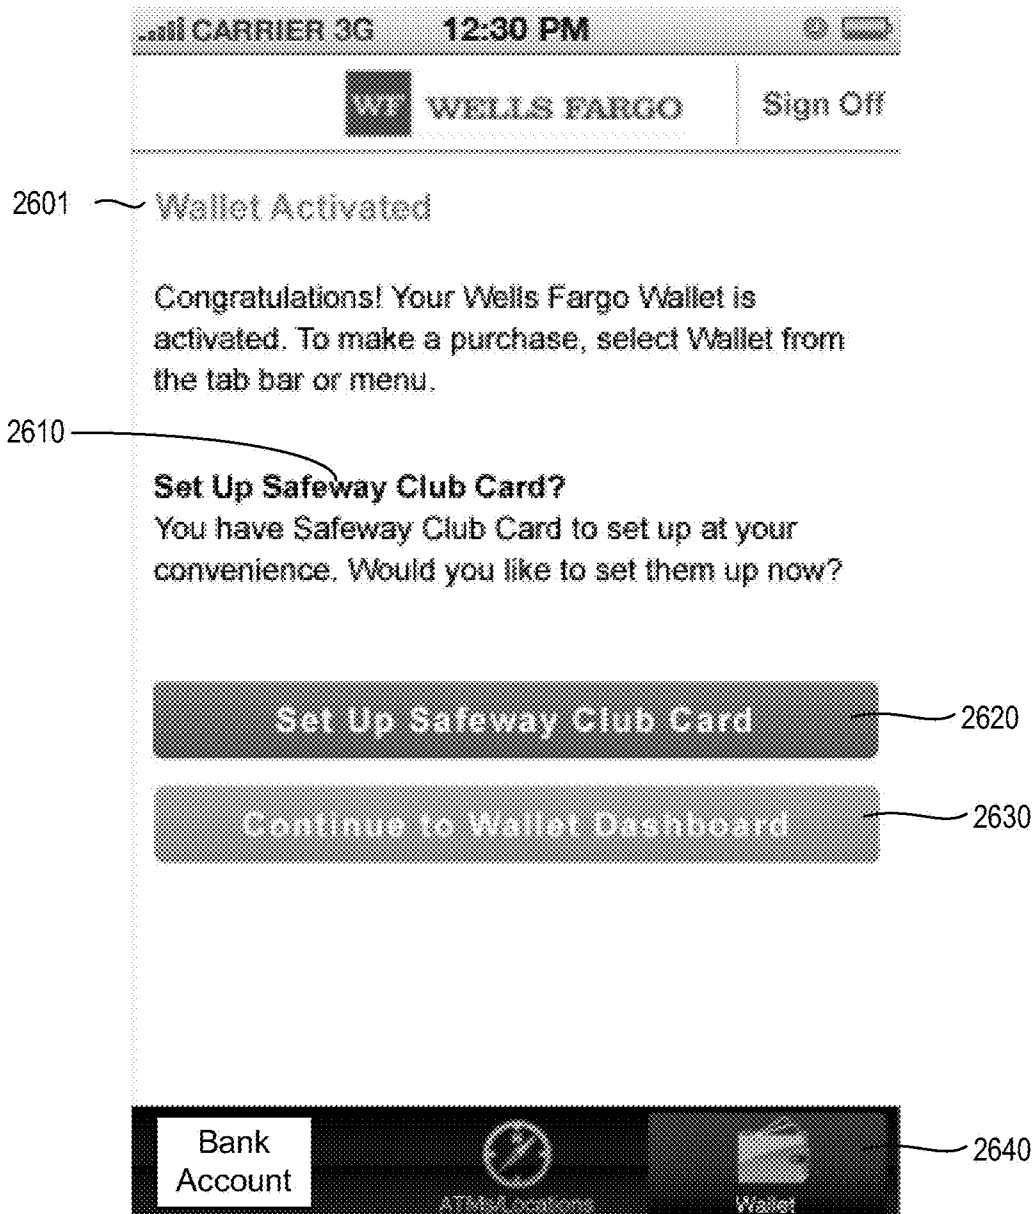 CARRIER 3G 12:30 PM
WF WELLS FARGO Sign Off
2601 Wallet Activated
Congratulations! Your Wells Fargo Wallet is
activated. To make a purchase, select Wallet from
the tab bar or menu.
2610
Set Up Safeway Club Card?
You have Safeway Club Card to set up at your
convenience. Would you like to set them up now?
Set Up Safeway Club Card 2620
Continue to Wallet Dashboard 2630
Bank
Account
ATMs/Locations
Wallet
2640